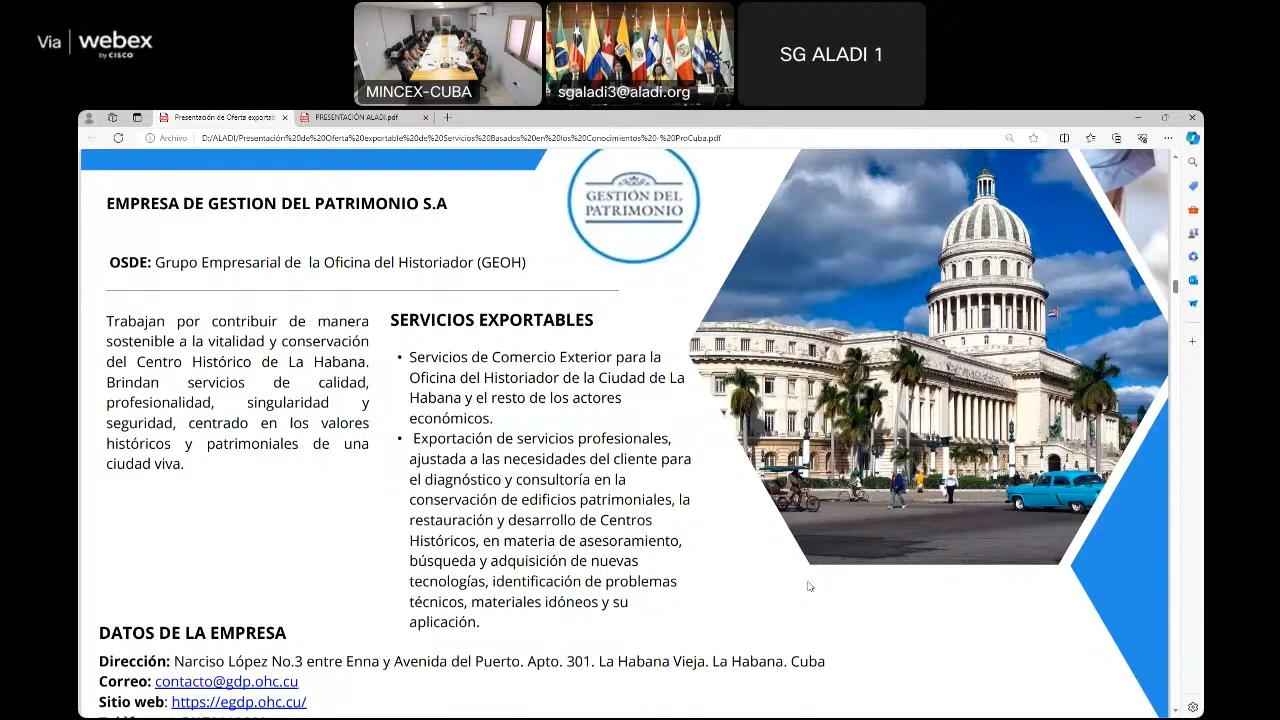 Via | webex
by CISCO
MINCEX-CUBA
sgaladi3@aladi.org
SG ALADI 1
Presentación de Oferta exportab
PRESENTACIÓN ALADI.pdf
Archivo
D:/ALADI/Presentación%20de%20Oferta%20exportable%20de%20Servicios%20Basados%20en%20los%20Conocimientos%20-%20ProCuba.pdf
GESTIÓN DEL
PATRIMONIO
EMPRESA DE GESTION DEL PATRIMONIO S.A
OSDE: Grupo Empresarial de la Oficina del Historiador (GEOH)
Trabajan por contribuir de manera
sostenible a la vitalidad y conservación
del Centro Histórico de La Habana.
Brindan servicios de calidad,
profesionalidad, singularidad y
seguridad, centrado en los valores
históricos y patrimoniales de una
ciudad viva.
SERVICIOS EXPORTABLES
• Servicios de Comercio Exterior para la
Oficina del Historiador de la Ciudad de La
Habana y el resto de los actores
económicos.
• Exportación de servicios profesionales,
ajustada a las necesidades del cliente para
el diagnóstico y consultoría en la
conservación de edificios patrimoniales, la
restauración y desarrollo de Centros
Históricos, en materia de asesoramiento,
búsqueda y adquisición de nuevas
tecnologías, identificación de problemas
técnicos, materiales idóneos y su
aplicación.
DATOS DE LA EMPRESA
Dirección: Narciso López No.3 entre Enna y Avenida del Puerto. Apto. 301. La Habana Vieja. La Habana. Cuba
Correo: contacto@gdp.ohc.cu
Sitio web: https://egdp.ohc.cu/